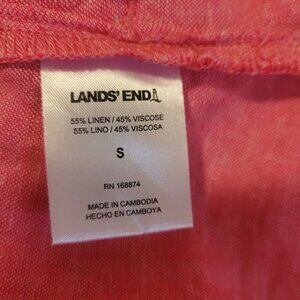 LANDS' END
55% LINEN / 45% VISCOSE
55% LINO / 45% VISCOSA
S
RN 168874
MADE IN CAMBODIA
HECHO EN CAMBOYA